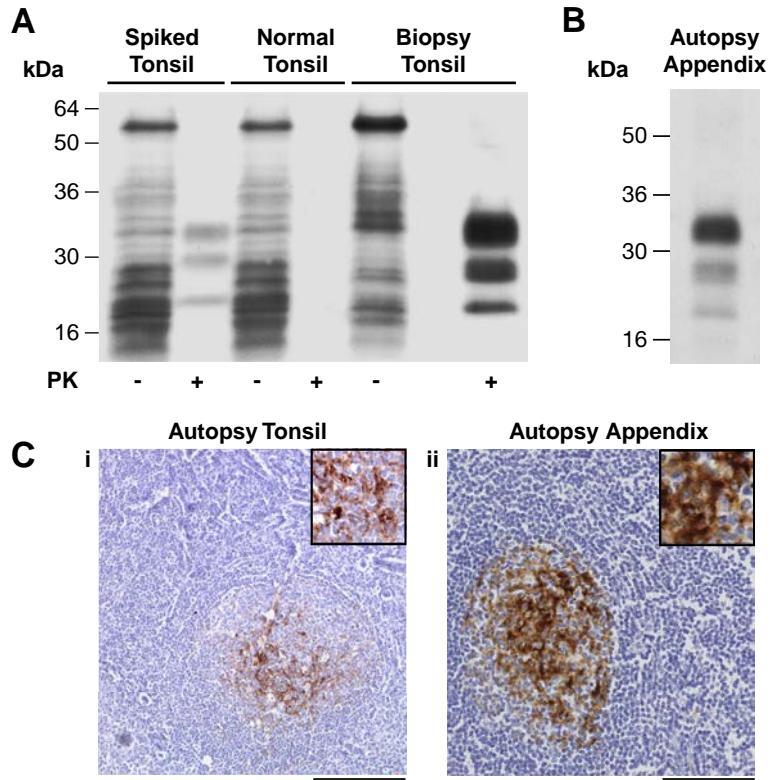 A
Spiked Tonsil
Normal Tonsil
Biopsy Tonsil
kDa
64
50
36
30
16
PK - + - + - +
B
Autopsy Appendix
kDa
50
36
30
16
C
Autopsy Tonsil
i
Autopsy Appendix
ii